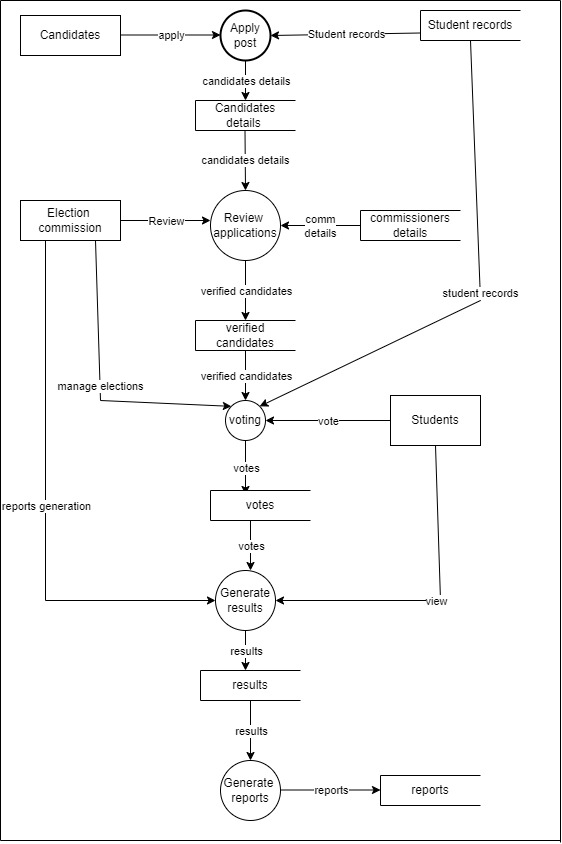 Candidates
apply
Apply
post
Student records
Student records
candidates details
Candidates
details
candidates details
Election
commission
Review
Review
applications
comm
details
commissioners
details
verified candidates
student records
verified
candidates
verified candidates
manage elections
voting
vote
Students
votes
votes
reports generation
votes
Generate
results
view
results
results
results
Generate
reports
reports
reports